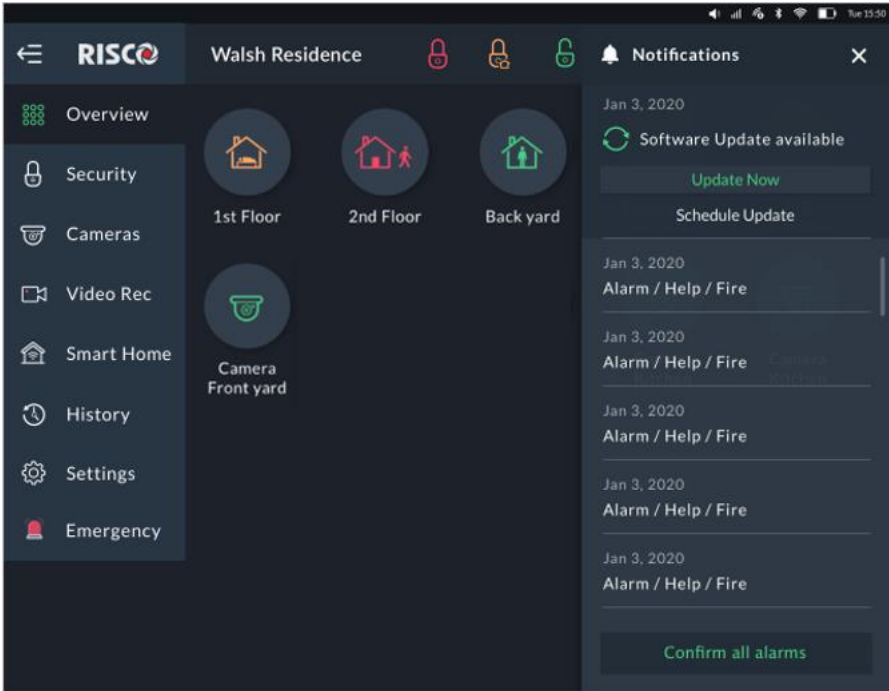 Tue 15:50
RISCO
Walsh Residence
Notifications
Overview
Security
Cameras
Video Rec
Smart Home
History
Settings
Emergency
1st Floor
2nd Floor
Back yard
Camera
Front yard
Jan 3, 2020
Software Update available
Update Now
Schedule Update
Jan 3, 2020
Alarm / Help / Fire
Jan 3, 2020
Alarm / Help / Fire
Jan 3, 2020
Alarm / Help / Fire
Jan 3, 2020
Alarm / Help / Fire
Jan 3, 2020
Alarm / Help / Fire
Camera
Kitchen
Confirm all alarms